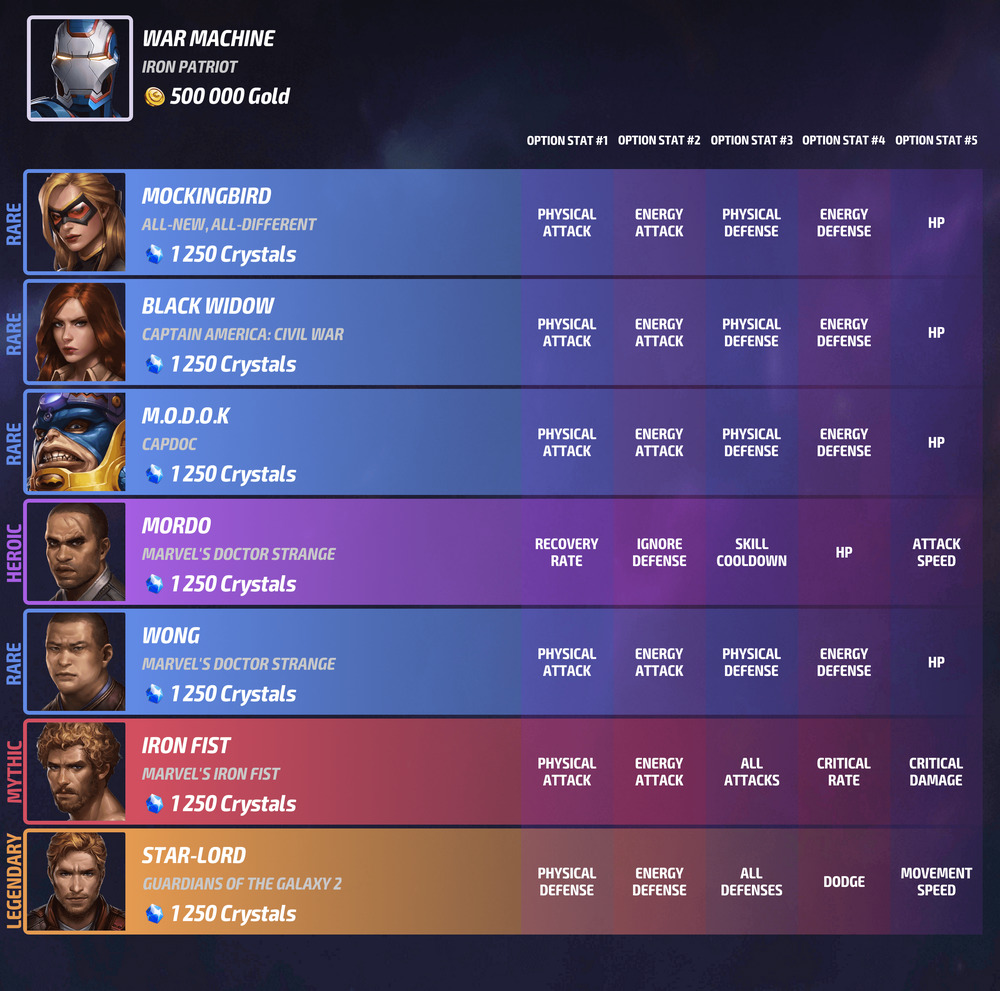 WAR MACHINE
IRON PATRIOT
500 000 Gold
OPTION STAT #1 OPTION STAT #2 OPTION STAT #3 OPTION STAT #4 OPTION STAT #5
RARE
MOCKINGBIRD
ALL-NEW, ALL-DIFFERENT
1 250 Crystals
PHYSICAL
ATTACK
ENERGY
ATTACK
PHYSICAL
DEFENSE
ENERGY
DEFENSE
HP
RARE
BLACK WIDOW
CAPTAIN AMERICA: CIVIL WAR
1 250 Crystals
PHYSICAL
ATTACK
ENERGY
ATTACK
PHYSICAL
DEFENSE
ENERGY
DEFENSE
HP
RARE
M.O.D.O.K
CAPDOC
1 250 Crystals
PHYSICAL
ATTACK
ENERGY
ATTACK
PHYSICAL
DEFENSE
ENERGY
DEFENSE
HP
HEROIC
MORDO
MARVEL'S DOCTOR STRANGE
1 250 Crystals
RECOVERY
RATE
IGNORE
DEFENSE
SKILL
COOLDOWN
HP
ATTACK
SPEED
RARE
WONG
MARVEL'S DOCTOR STRANGE
1 250 Crystals
PHYSICAL
ATTACK
ENERGY
ATTACK
PHYSICAL
DEFENSE
ENERGY
DEFENSE
HP
MYTHIC
IRON FIST
MARVEL'S IRON FIST
1 250 Crystals
PHYSICAL
ATTACK
ENERGY
ATTACK
ALL
ATTACKS
CRITICAL
RATE
CRITICAL
DAMAGE
LEGENDARY
STAR-LORD
GUARDIANS OF THE GALAXY 2
1 250 Crystals
PHYSICAL
DEFENSE
ENERGY
DEFENSE
ALL
DEFENSES
DODGE
MOVEMENT
SPEED